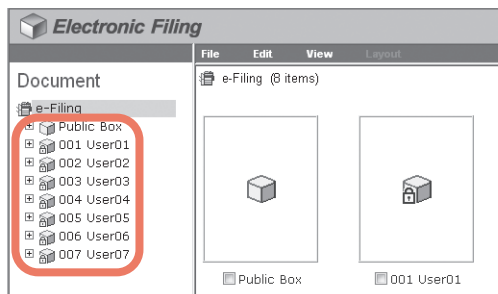 Electronic Filing
File Edit View Layout
Document
e-Filing
Public Box
001 User01
002 User02
003 User03
004 User04
005 User05
006 User06
007 User07
e-Filing (8 items)
Public Box
001 User01